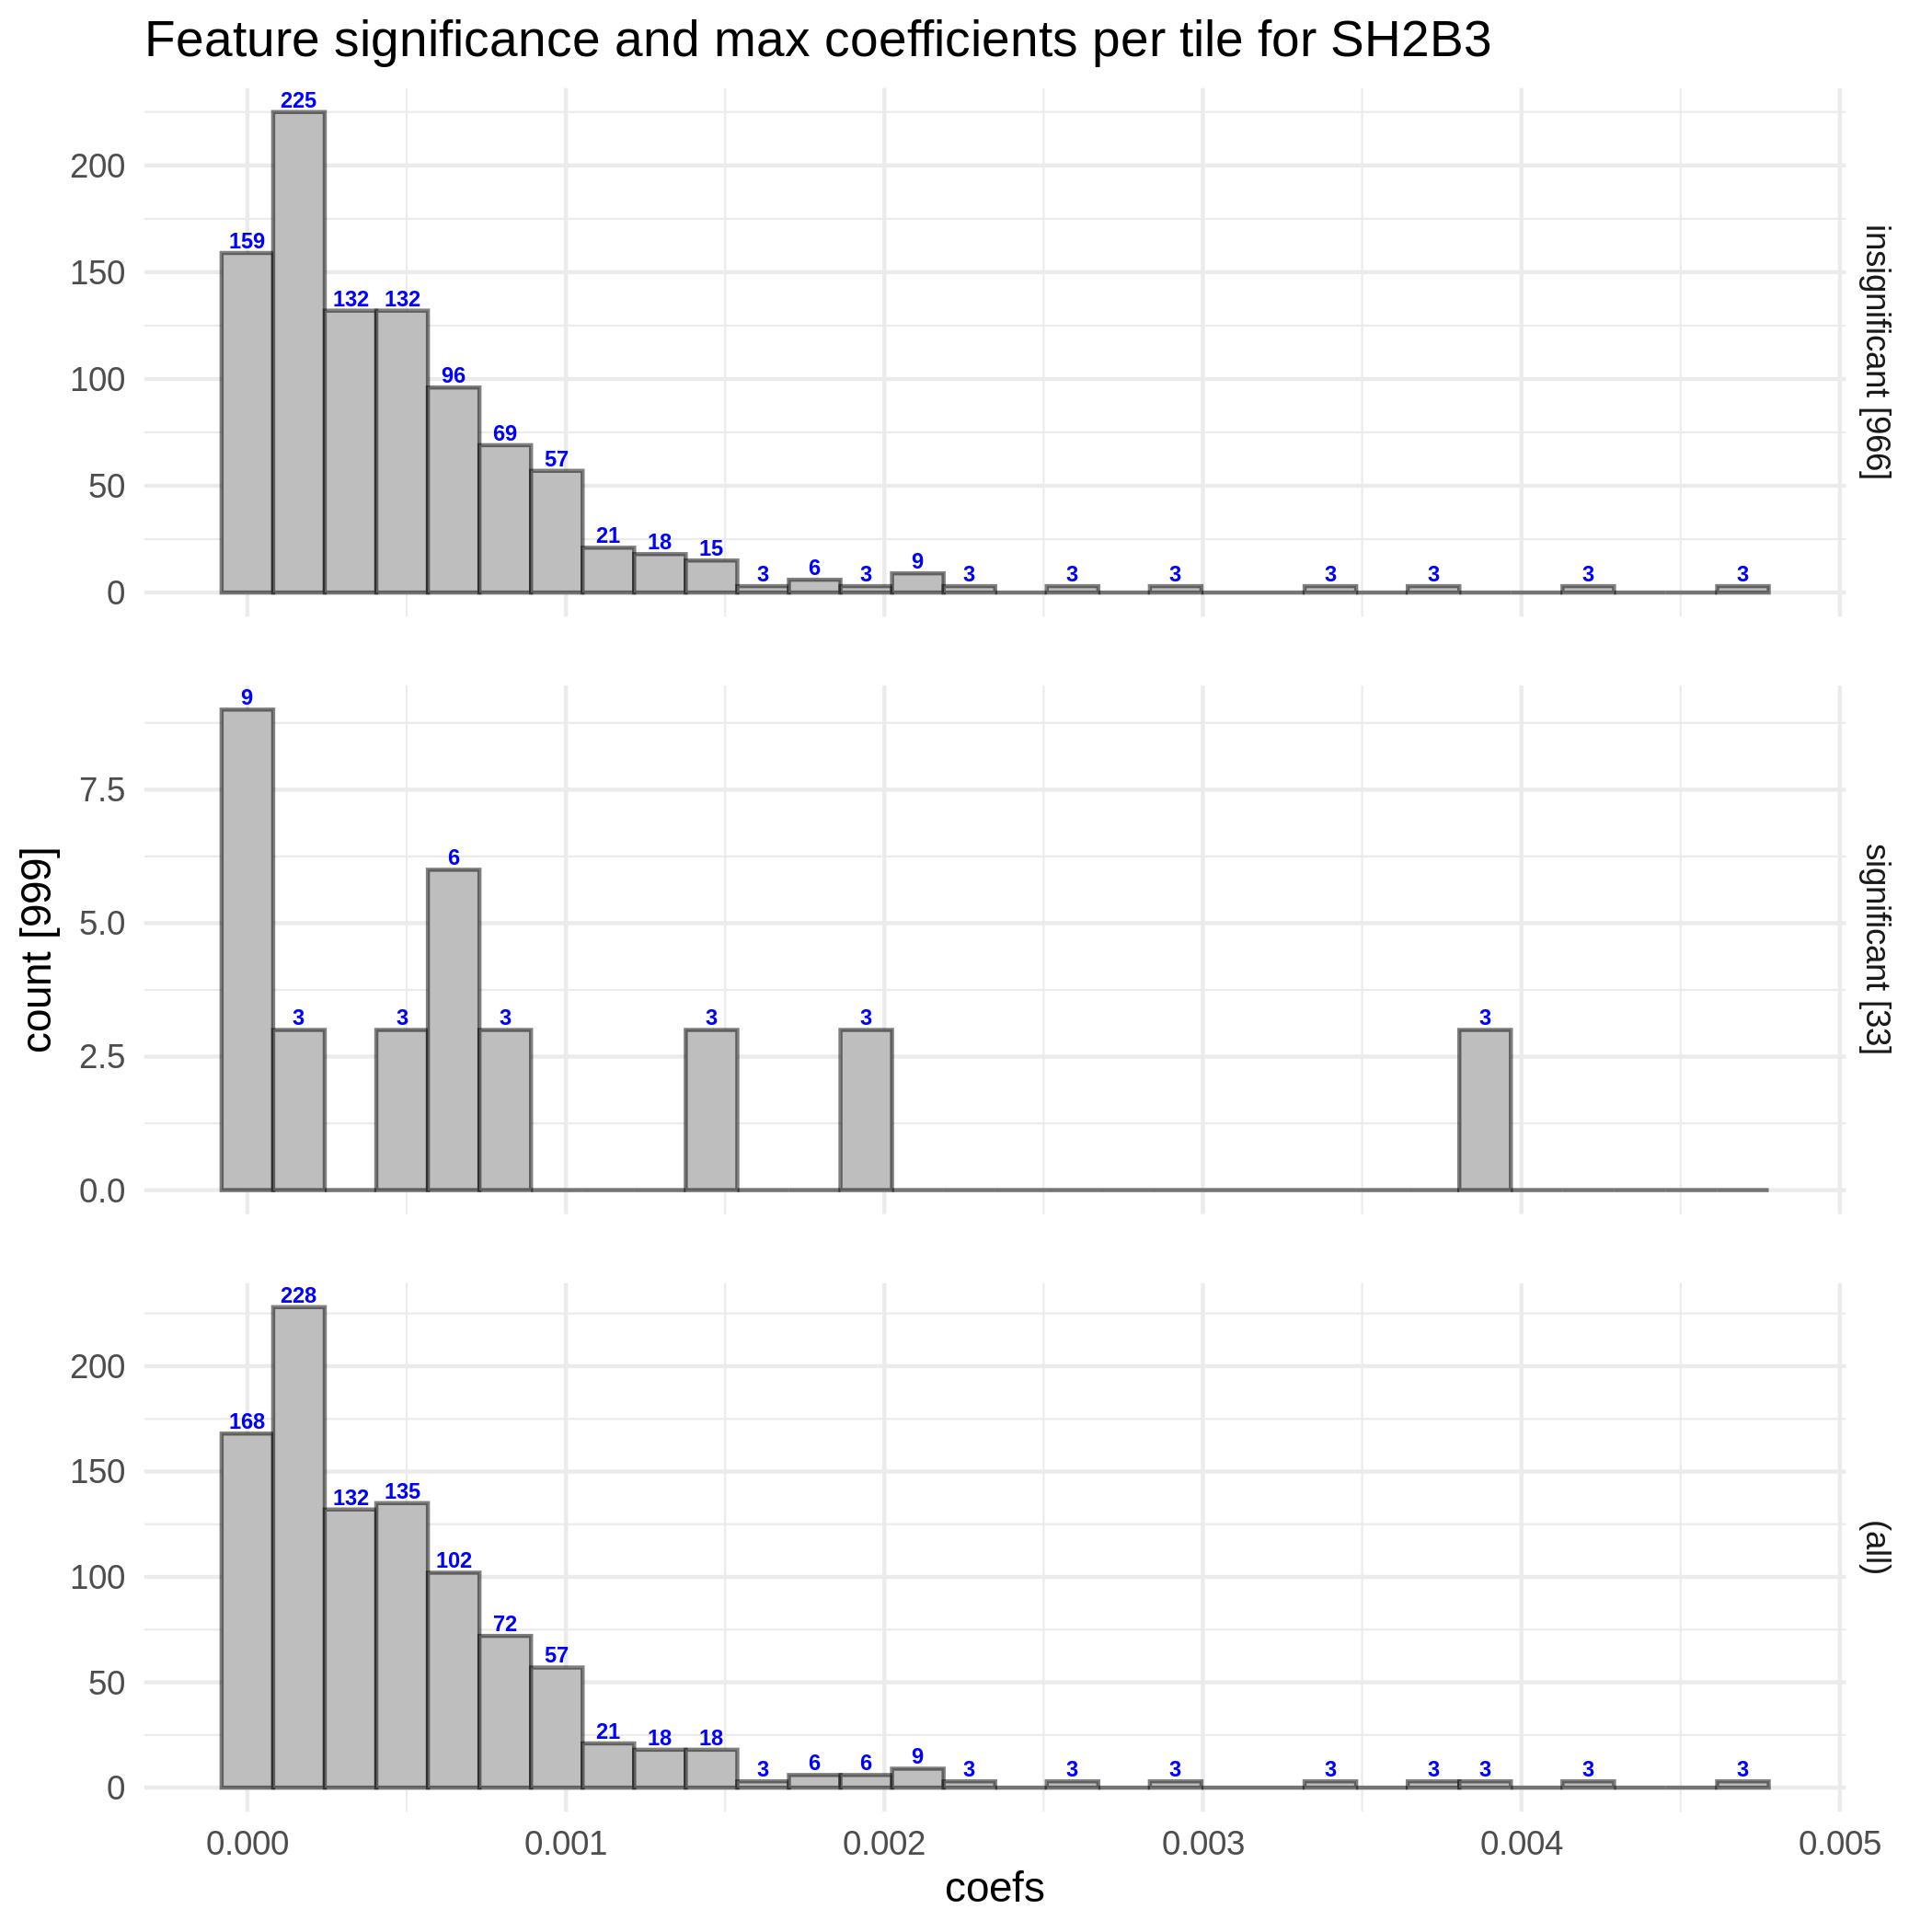 Feature significance and max coefficients per tile for SH2B3
225
200
159
150
132 132
100
96
69
57
50
21 18 15
3 6 3 9 3 3 3 3 3 3 3
0
insignificant [966]
9
7.5
6
5.0
3 3 3 3 3 3
2.5
0.0
significant [33]
count [999]
228
200
168
150
132 135
100
102
72
57
50
21 18 18
3 6 6 9 3 3 3 3 3 3 3 3
0
(all)
0.000 0.001 0.002 0.003 0.004 0.005
coefs